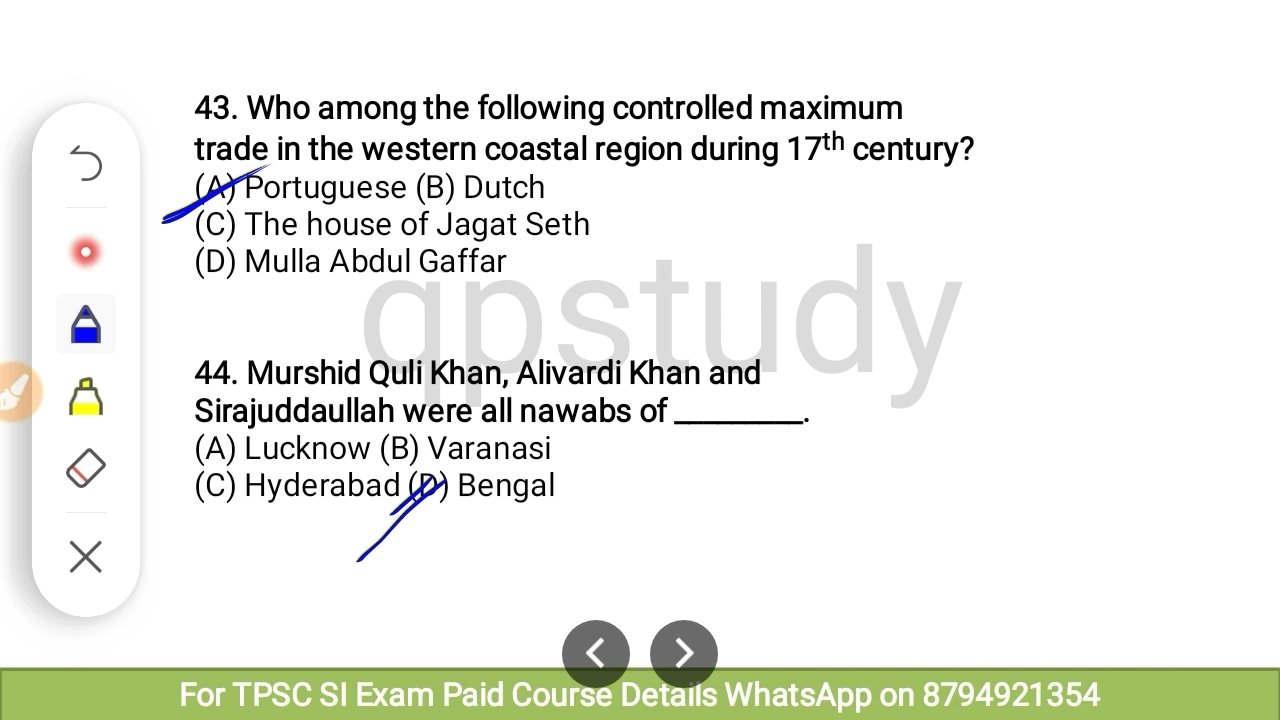 43. Who among the following controlled maximum
trade in the western coastal region during 17th century?
(A) Portuguese (B) Dutch
(C) The house of Jagat Seth
(D) Mulla Abdul Gaffar
qpstudy
44. Murshid Quli Khan, Alivardi Khan and
Sirajuddaullah were all nawabs of ________.
(A) Lucknow (B) Varanasi
(C) Hyderabad (D) Bengal
For TPSC SI Exam Paid Course Details WhatsApp on 8794921354